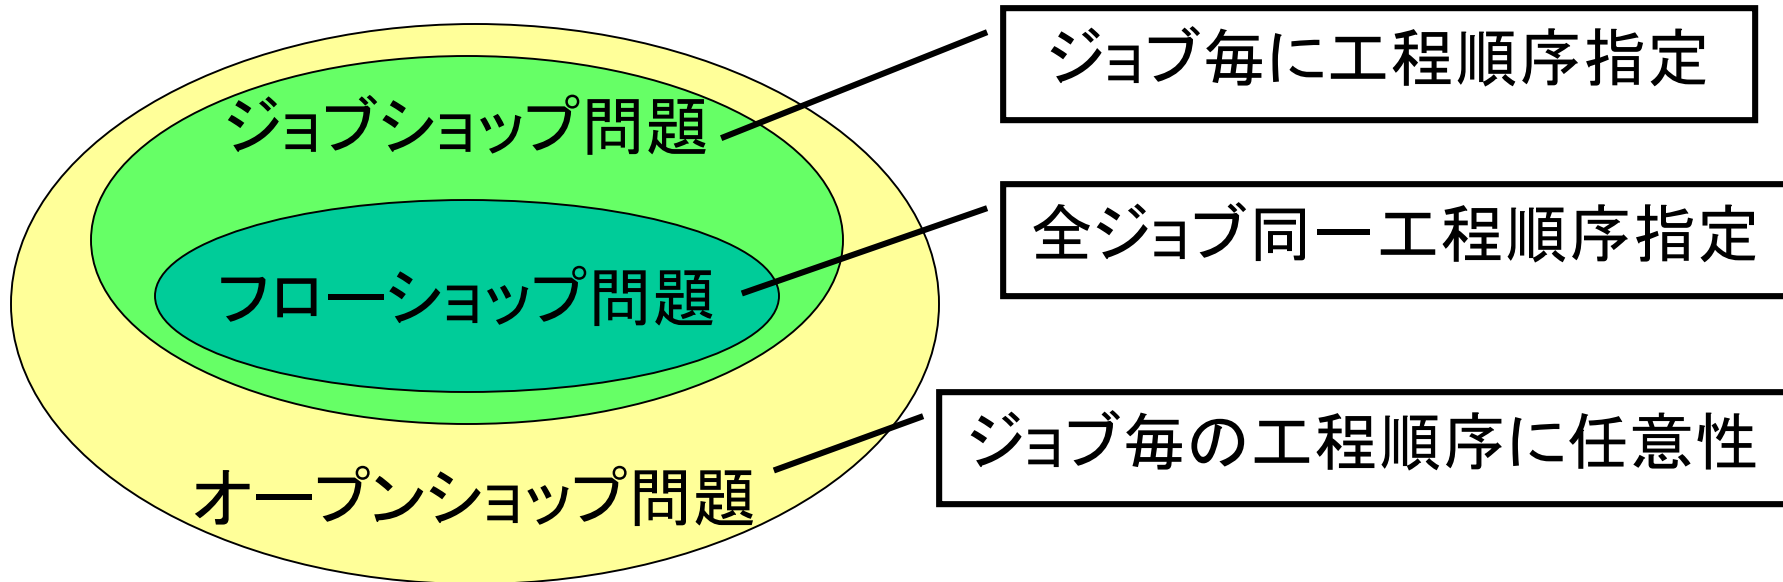 ジョブショップ問題
ジョブ毎に工程順序指定
フローショップ問題
全ジョブ同一工程順序指定
オープンショップ問題
ジョブ毎の工程順序に任意性